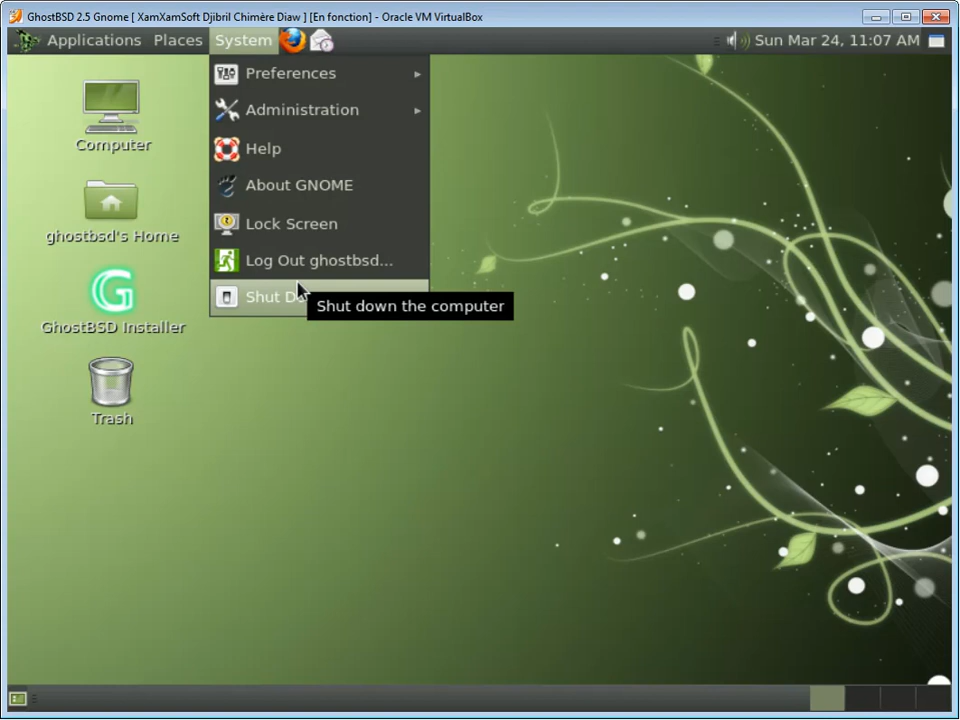 GhostBSD 2.5 Gnome [ XamXamSoft Djibril Chimère Diaw ] [En fonction] - Oracle VM VirtualBox
Applications Places System Sun Mar 24, 11:07 AM
Preferences
Administration
Help
About GNOME
Lock Screen
Log Out ghostbsd...
Shut
Shut down the computer
Computer
ghostbsd's Home
GhostBSD Installer
Trash